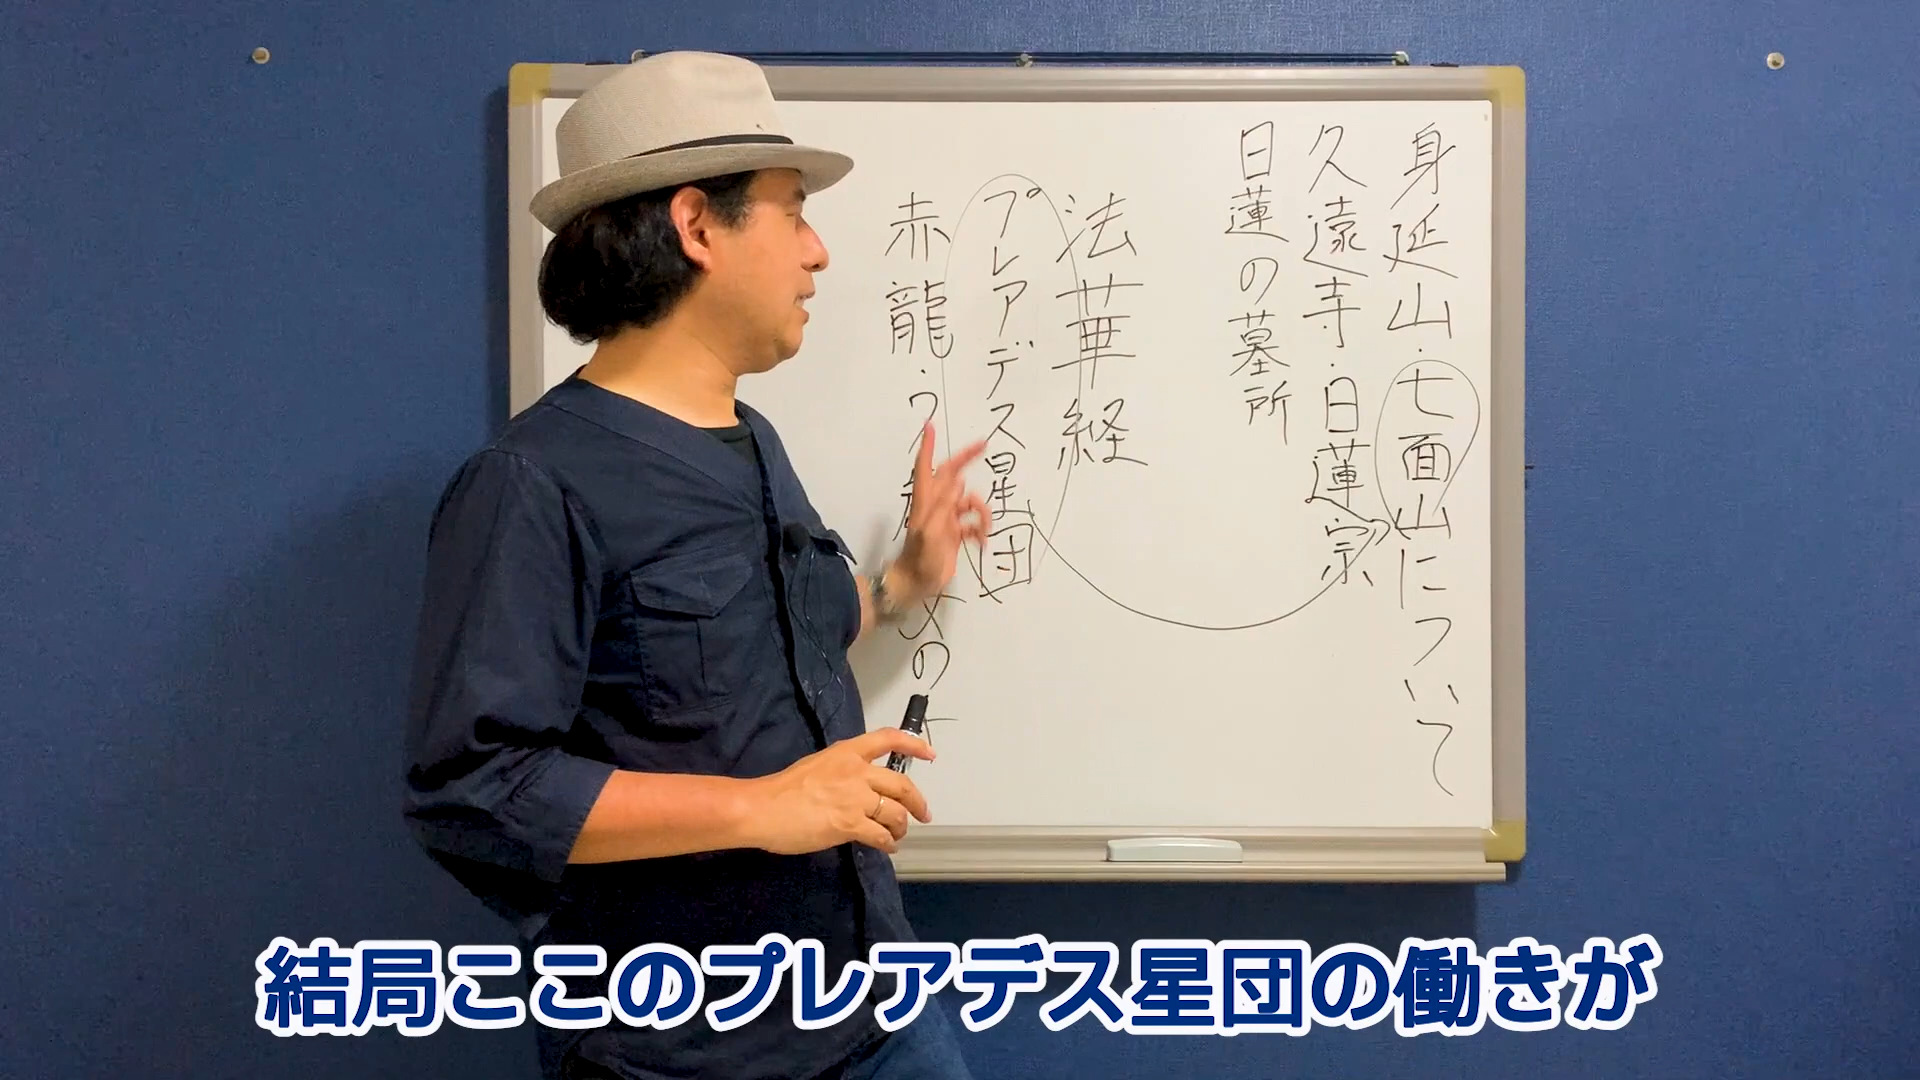 身延山・七面山について
久遠寺・日蓮宗
日蓮の墓所
法華経
プレアデス星団
赤龍・
結局ここのプレアデス星団の働きが